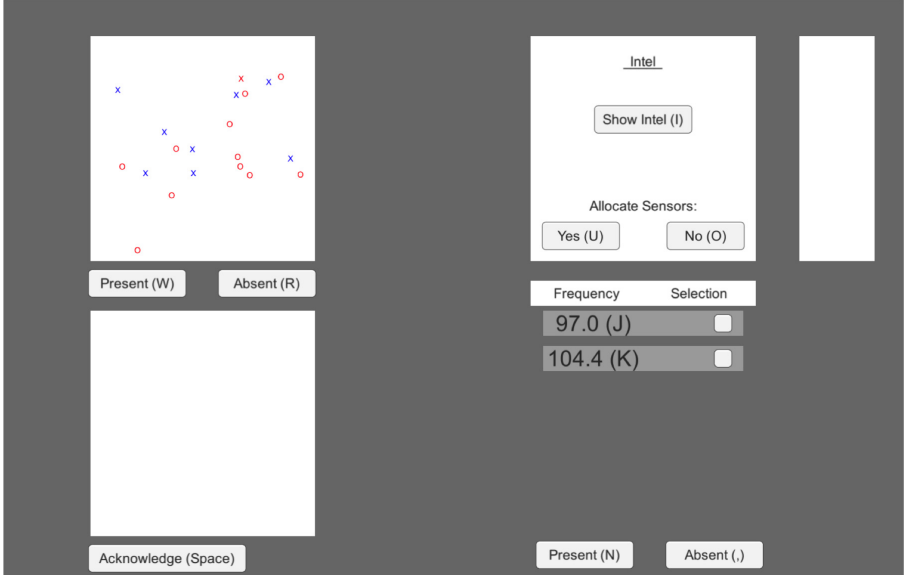 Intel
Show Intel (I)
Allocate Sensors:
Yes (U) No (O)
x o
x
x
x o
o
x
o x
o x
o
o
x x
o o
o
o
Present (W) Absent (R)
Frequency Selection
97.0 (J)
104.4 (K)
Acknowledge (Space)
Present (N) Absent (,)